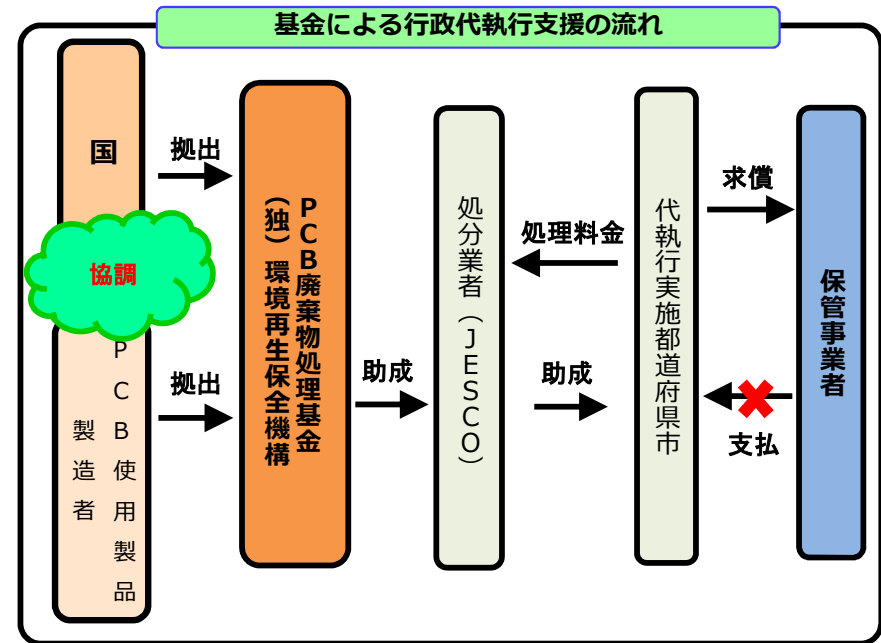 基金による行政代執行支援の流れ
国
協調
PCB使用製品
製造者
拠出
拠出
PCB廃棄物処理基金
(独)環境再生保全機構
助成
処分業者(JESCO)
処理料金
助成
代執行実施都道府県市
求償
支払
保管事業者